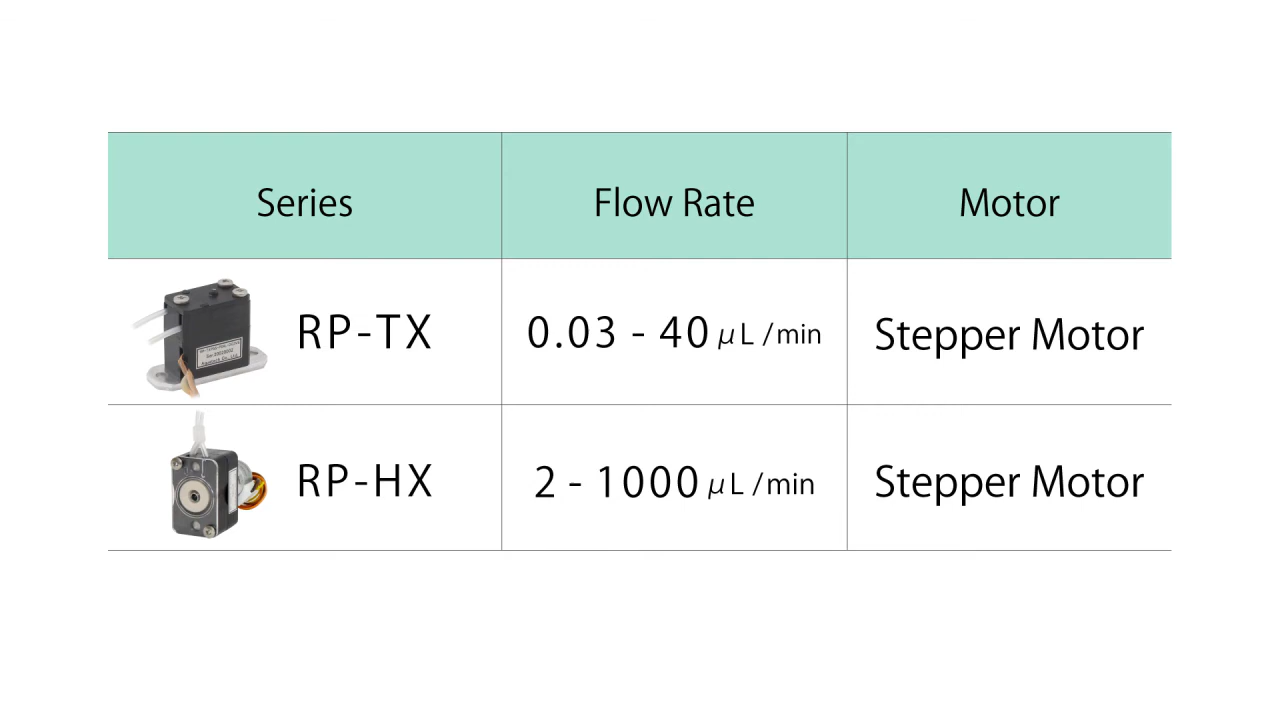 Series Flow Rate Motor
RP-TX 0.03 - 40 μL /min Stepper Motor
RP-HX 2 - 1000 μL /min Stepper Motor